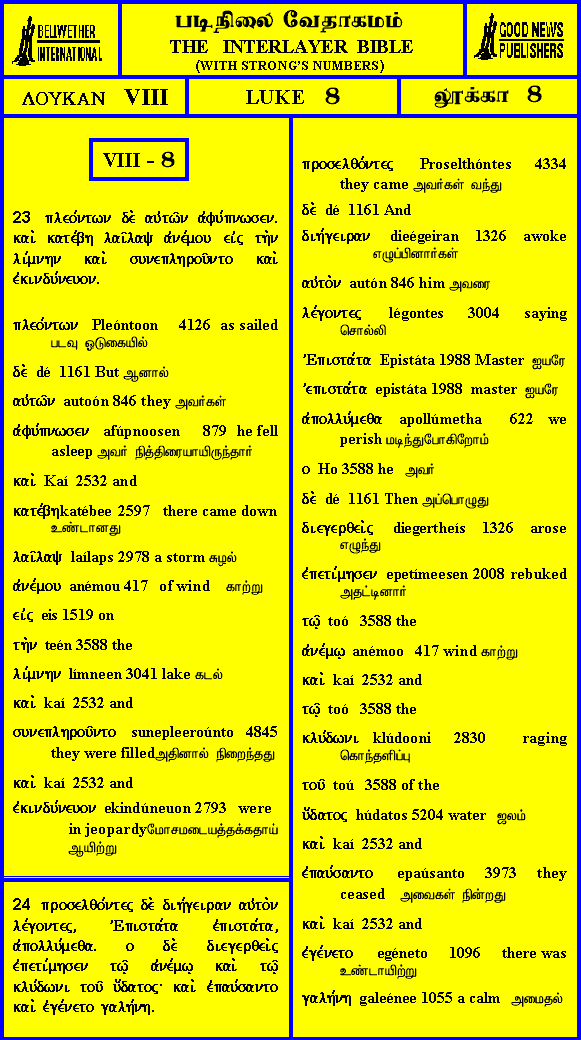 BELLWETHER
INTERNATIONAL
படிநிலை வேதாகமம்
THE INTERLAYER BIBLE
(WITH STRONG'S NUMBERS)
GOOD NEWS
PUBLISHERS
ΛΟΥΚΑΝ VIII
LUKE 8
லூக்கா 8
VIII - 8
23 πλεόντων δὲ αὐτῶν ἀφύπνωσεν.
καὶ κατέβη λαῖλαψ ἀνέμου εἰς τὴν
λίμνην καὶ συνεπληροῦντο καὶ
ἐκινδύνευον.
πλεόντων Pleóntoon 4126 as sailed
படவு ஓடுகையில்
δὲ dé 1161 But ஆனால்
αὐτῶν autoón 846 they அவர்கள்
ἀφύπνωσεν afúpnoosen 879 he fell
asleep அவர் நித்திரையாயிருந்தார்
καὶ Kaí 2532 and
κατέβηkatébee 2597 there came down
உண்டானது
λαῖλαψ laílaps 2978 a storm சுழல்
ἀνέμου anémou 417 of wind காற்று
εἰς eis 1519 on
τὴν teén 3588 the
λίμνην límneen 3041 lake கடல்
καὶ kaí 2532 and
συνεπληροῦντο sunepleeroúnto 4845
they were filledஅதினால் நிறைந்தது
καὶ kaí 2532 and
ἐκινδύνευον ekindúneuon 2793 were
in jeopardyமோசமடையத்தக்கதாய்
ஆயிற்று
24 προσελθόντες δὲ διήγειραν αὐτὸν
λέγοντες, Ἐπιστάτα ἐπιστάτα,
ἀπολλύμεθα. ο δὲ διεγερθεὶς
ἐπετίμησεν τῷ ἀνέμῳ καὶ τῷ
κλύδωνι τοῦ ὕδατος· καὶ ἐπαύσαντο
καὶ ἐγένετο γαλήνη.
προσελθόντες Proselthóntes 4334
they came அவர்கள் வந்து
δὲ dé 1161 And
διήγειραν dieégeiran 1326 awoke
எழுப்பினார்கள்
αὐτὸν autón 846 him அவரை
λέγοντες légontes 3004 saying
சொல்லி
Ἐπιστάτα Epistáta 1988 Master ஐயரே
ἐπιστάτα epistáta 1988 master ஐயரே
ἀπολλύμεθα apollúmetha 622 we
perish மடிந்துபோகிறோம்
ο Ho 3588 he அவர்
δὲ dé 1161 Then அப்பொழுது
διεγερθεὶς diegertheís 1326 arose
எழுந்து
ἐπετίμησεν epetímeesen 2008 rebuked
அதட்டினார்
τῷ toó 3588 the
ἀνέμῳ anémoo 417 wind காற்று
καὶ kaí 2532 and
τῷ toó 3588 the
κλύδωνι klúdooni 2830 raging
கொந்தளிப்பு
τοῦ toú 3588 of the
ὕδατος húdatos 5204 water ஜலம்
καὶ kaí 2532 and
ἐπαύσαντο epaúsanto 3973 they
ceased அவைகள் நின்றது
καὶ kaí 2532 and
ἐγένετο egéneto 1096 there was
உண்டாயிற்று
γαλήνη galeénee 1055 a calm அமைதல்